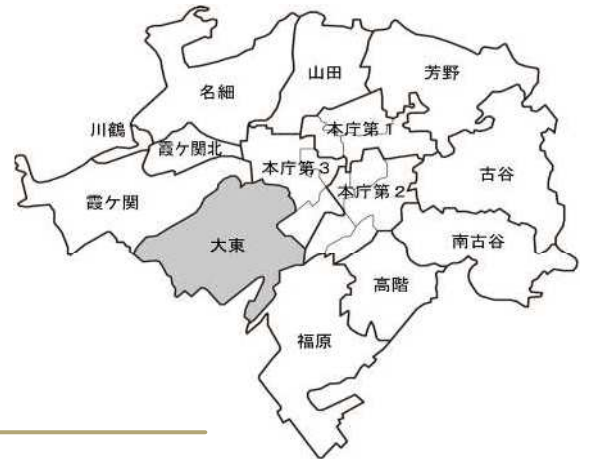 山田
芳野
名細
川鶴
本庁第1
霞ケ関北
本庁第3
古谷
霞ケ関
本庁第2
大東
南古谷
高階
福原